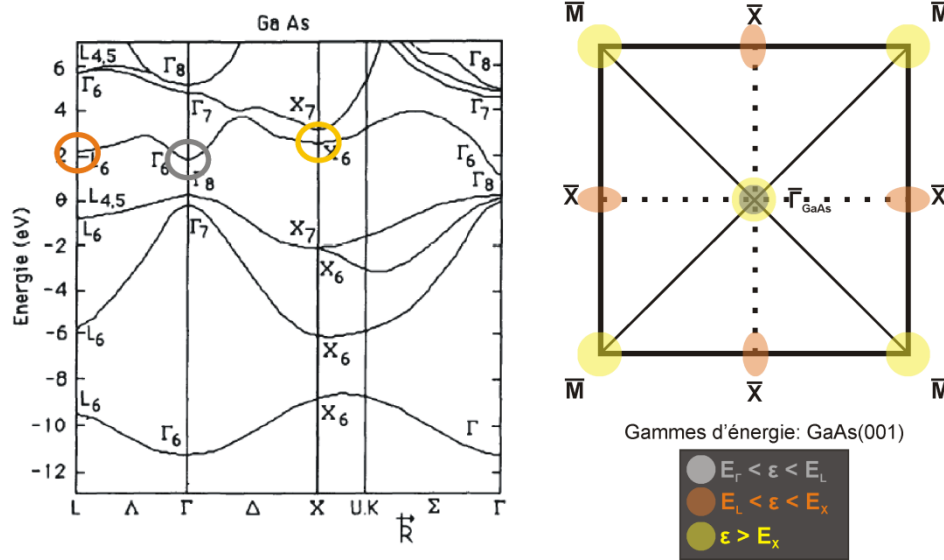 Ga As
Energie (eV)
6
4
2
0
-2
-4
-6
-8
-10
-12
L4,5
Γ6
L6
L4,5
L6
L6
L6
Γ8
Γ7
Γ6
Γ8
Γ7
Γ6
X7
X6
X7
X6
X6
X6
Γ8
Γ7
Γ6
Γ8
Γ
L Λ Γ Δ X U.K Σ Γ
R
M̅ X̅ M̅
X̅ Γ̅GaAs X̅
M̅ X̅ M̅
Gammes d'énergie: GaAs(001)
EΓ < ε < EL
EL < ε < EX
ε > EX